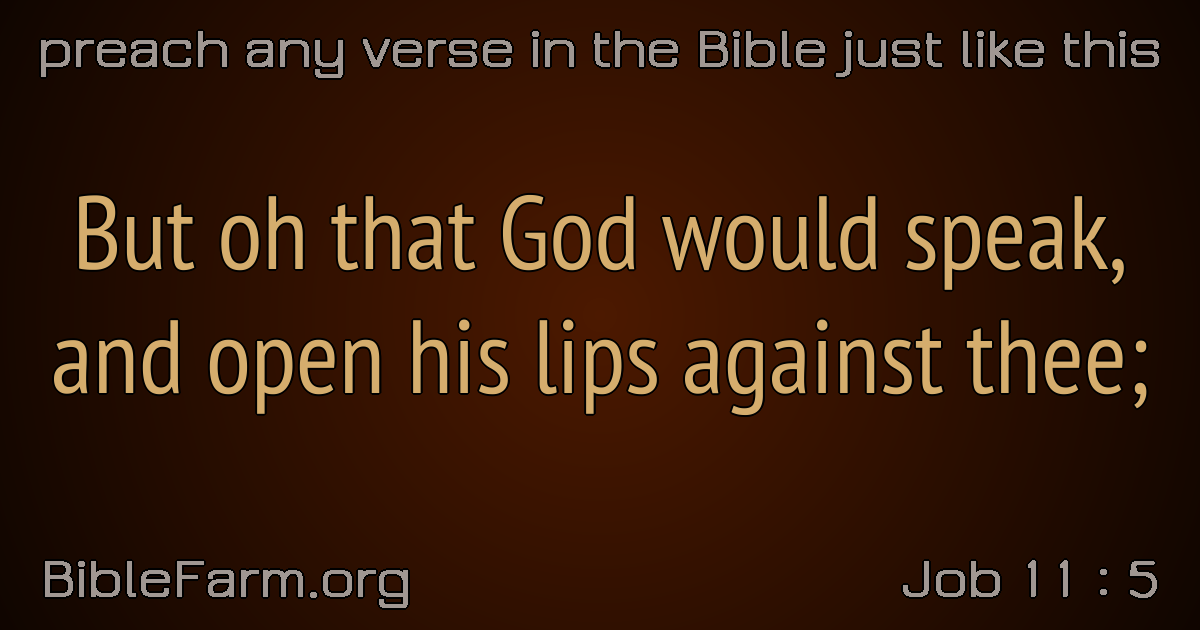 preach any verse in the Bible just like this
But oh that God would speak,
and open his lips against thee;
BibleFarm.org
Job 11 : 5